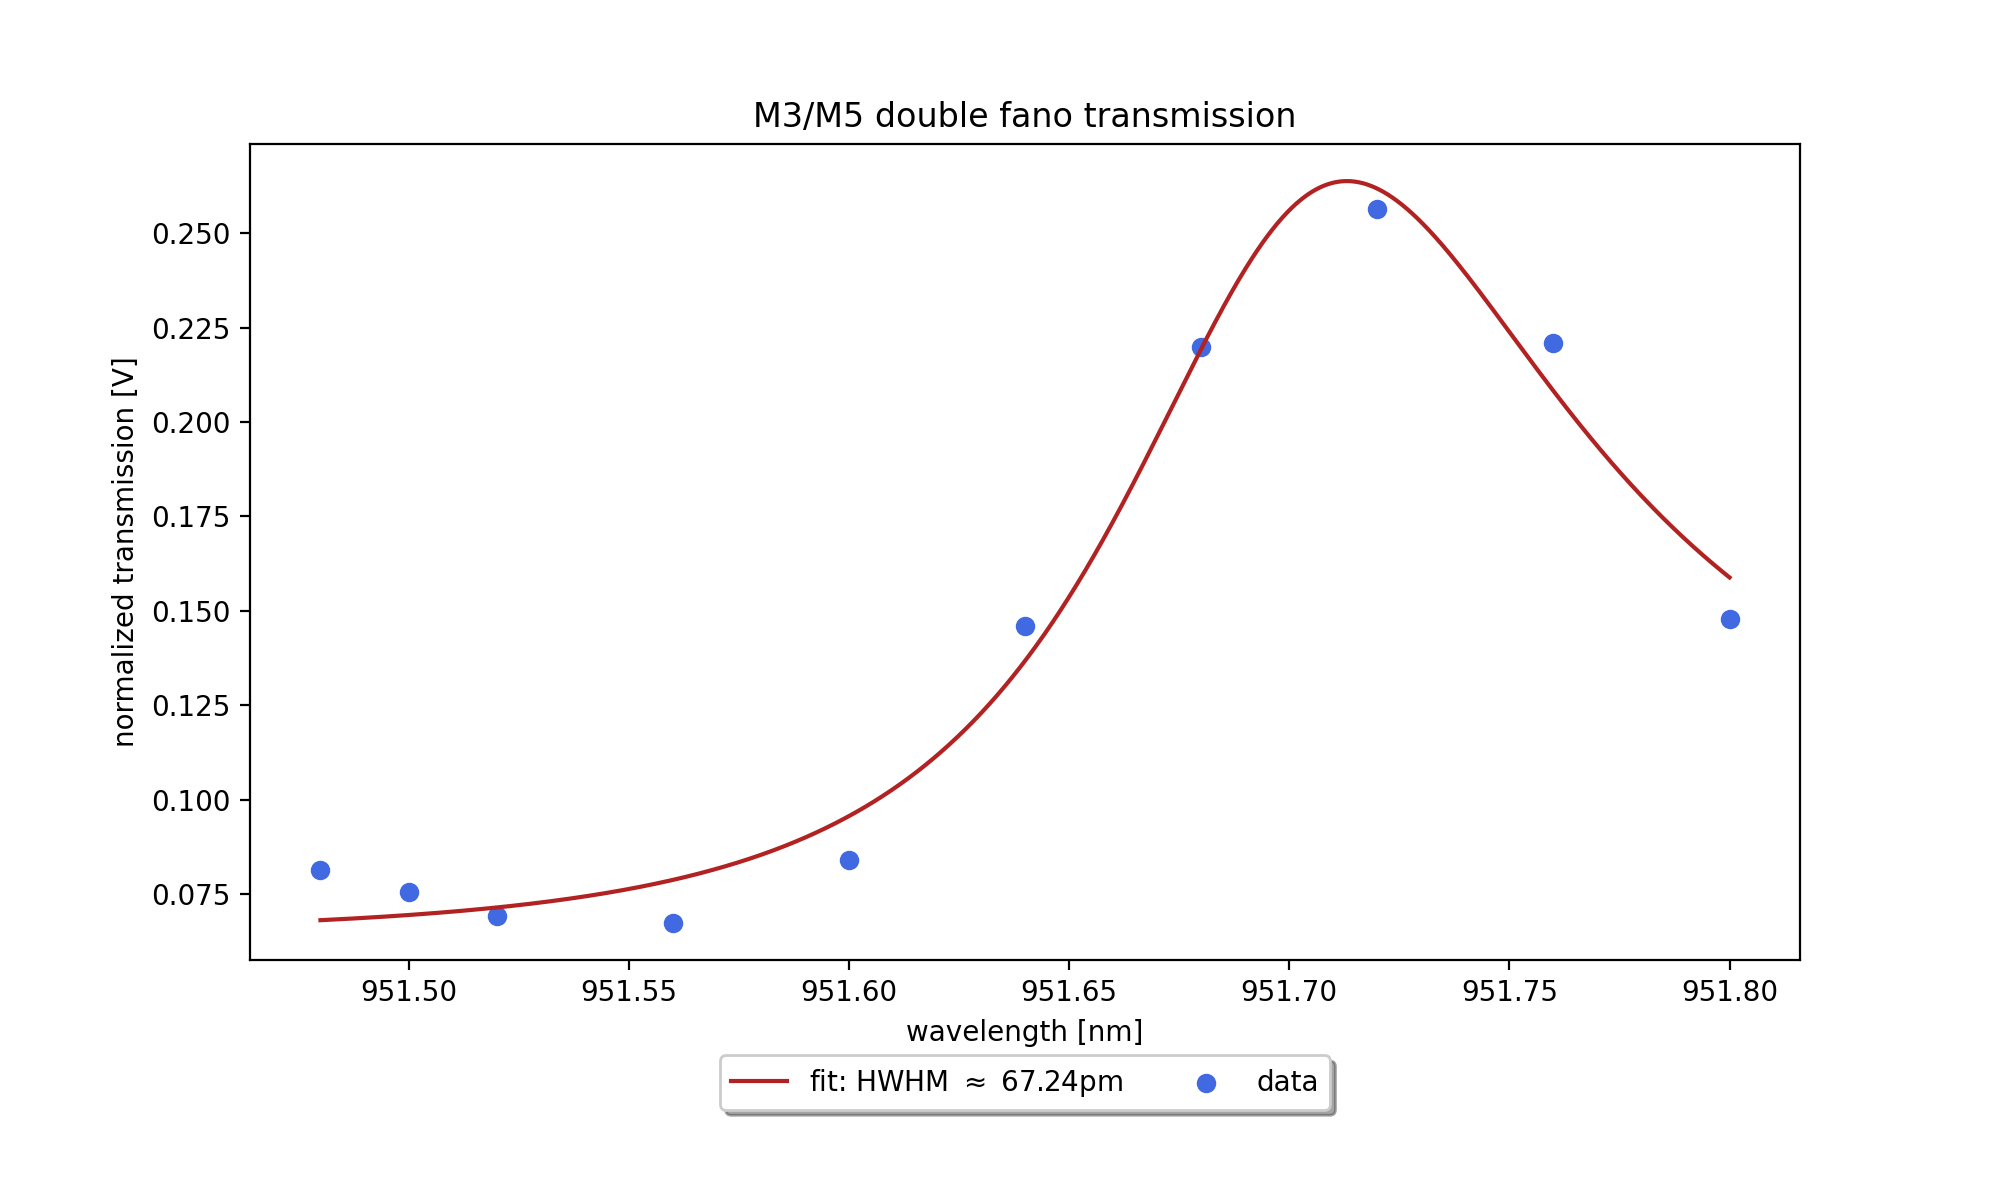 M3/M5 double fano transmission
normalized transmission [V]
0.250
0.225
0.200
0.175
0.150
0.125
0.100
0.075
951.50 951.55 951.60 951.65 951.70 951.75 951.80
wavelength [nm]
fit: HWHM ≈ 67.24pm data